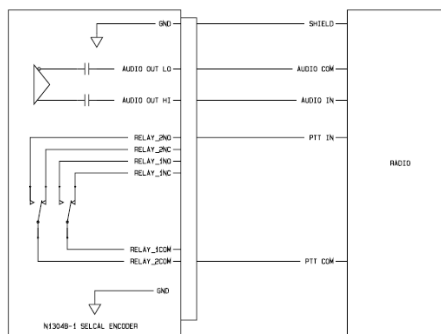 GND
SHIELD
AUDIO OUT LO
AUDIO COM
AUDIO OUT HI
AUDIO IN
RELAY_2NO
PTT IN
RELAY_2NC
RELAY_1NO
RELAY_1NC
RADIO
RELAY_1COM
RELAY_2COM
PTT COM
GND
N1304B-1 SELCAL ENCODER